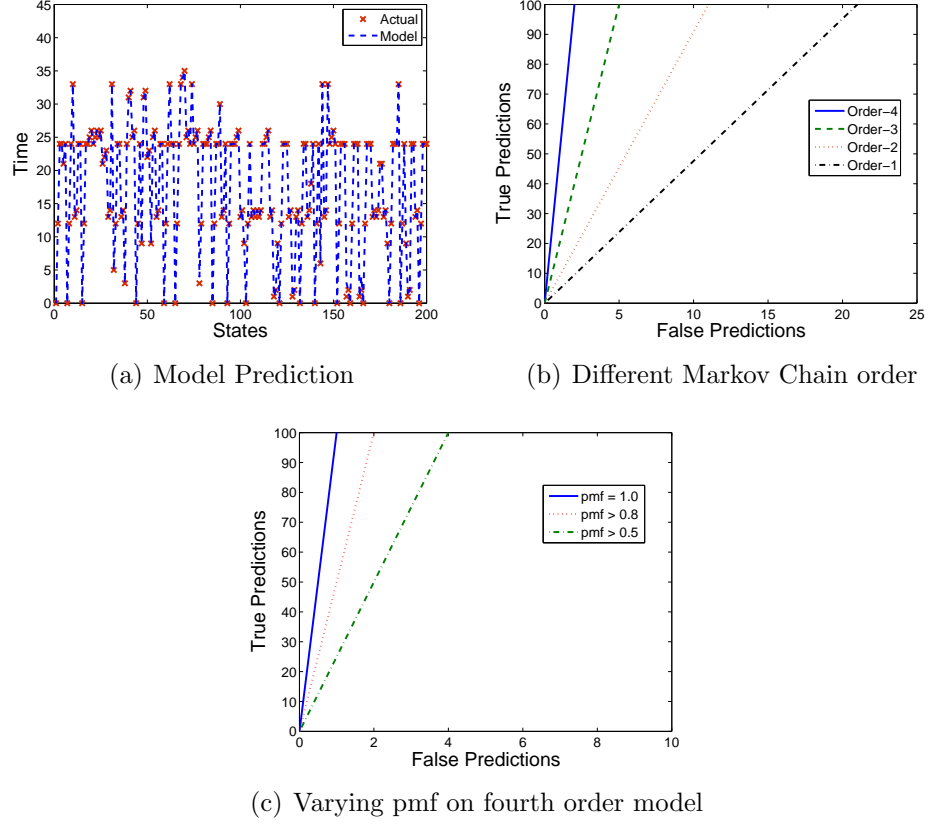 45
40
35
30
25
20
15
10
5
0
0
50
100
150
200
Time
States
Actual
Model
(a) Model Prediction
100
90
80
70
60
50
40
30
20
10
0
0
5
10
15
20
25
True Predictions
False Predictions
Order−4
Order−3
Order−2
Order−1
(b) Different Markov Chain order
100
90
80
70
60
50
40
30
20
10
0
0
2
4
6
8
10
True Predictions
False Predictions
pmf = 1.0
pmf > 0.8
pmf > 0.5
(c) Varying pmf on fourth order model